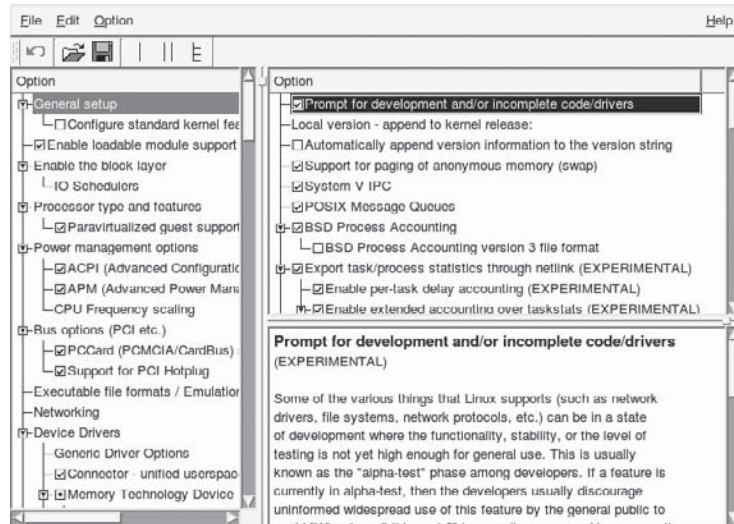 File Edit Option Help
Option
General setup
Configure standard kernel fea
Enable loadable module support
Enable the block layer
IO Schedulers
Processor type and features
Paravirtualized guest support
Power management options
ACPI (Advanced Configuratic
APM (Advanced Power Mana
CPU Frequency scaling
Bus options (PCI etc.)
PCCard (PCMCIA/CardBus)
Support for PCI Hotplug
Executable file formats / Emulation
Networking
Device Drivers
Generic Driver Options
Connector - unified userspac
Memory Technology Device
Option
Prompt for development and/or incomplete code/drivers
Local version - append to kernel release:
Automatically append version information to the version string
Support for paging of anonymous memory (swap)
System V IPC
POSIX Message Queues
BSD Process Accounting
BSD Process Accounting version 3 file format
Export task/process statistics through netlink (EXPERIMENTAL)
Enable per-task delay accounting (EXPERIMENTAL)
Enable extended accounting over taskstats (EXPERIMENTAL)
Prompt for development and/or incomplete code/drivers
(EXPERIMENTAL)
Some of the various things that Linux supports (such as network
drivers, file systems, network protocols, etc.) can be in a state
of development where the functionality, stability, or the level of
testing is not yet high enough for general use. This is usually
known as the "alpha-test" phase among developers. If a feature is
currently in alpha-test, then the developers usually discourage
uninformed widespread use of this feature by the general public to